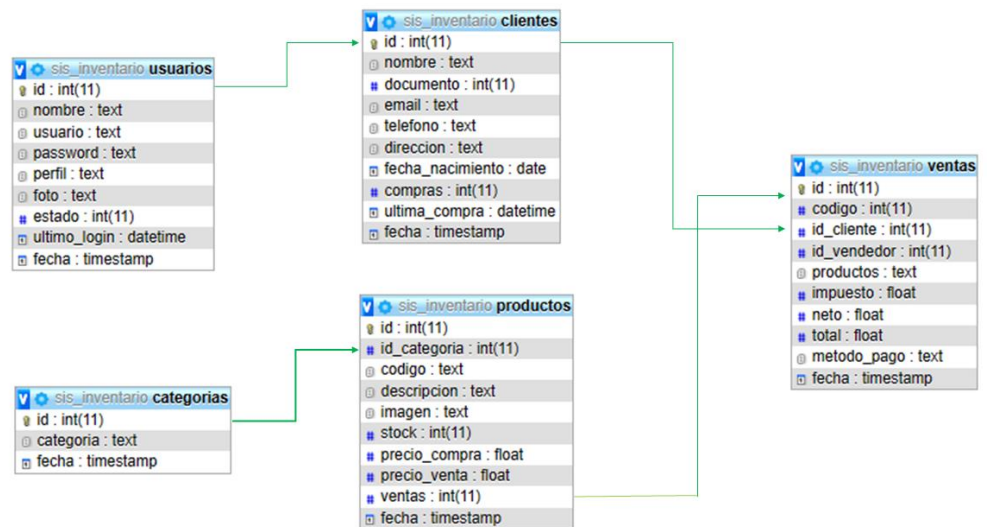 sis_inventario usuarios
id : int(11)
nombre : text
usuario : text
password : text
perfil : text
foto : text
estado : int(11)
ultimo_login : datetime
fecha : timestamp
sis_inventario clientes
id : int(11)
nombre : text
documento : int(11)
email : text
telefono : text
direccion : text
fecha_nacimiento : date
compras : int(11)
ultima_compra : datetime
fecha : timestamp
sis_inventario categorias
id : int(11)
categoria : text
fecha : timestamp
sis_inventario productos
id : int(11)
id_categoria : int(11)
codigo : text
descripcion : text
imagen : text
stock : int(11)
precio_compra : float
precio_venta : float
ventas : int(11)
fecha : timestamp
sis_inventario ventas
id : int(11)
codigo : int(11)
id_cliente : int(11)
id_vendedor : int(11)
productos : text
impuesto : float
neto : float
total : float
metodo_pago : text
fecha : timestamp